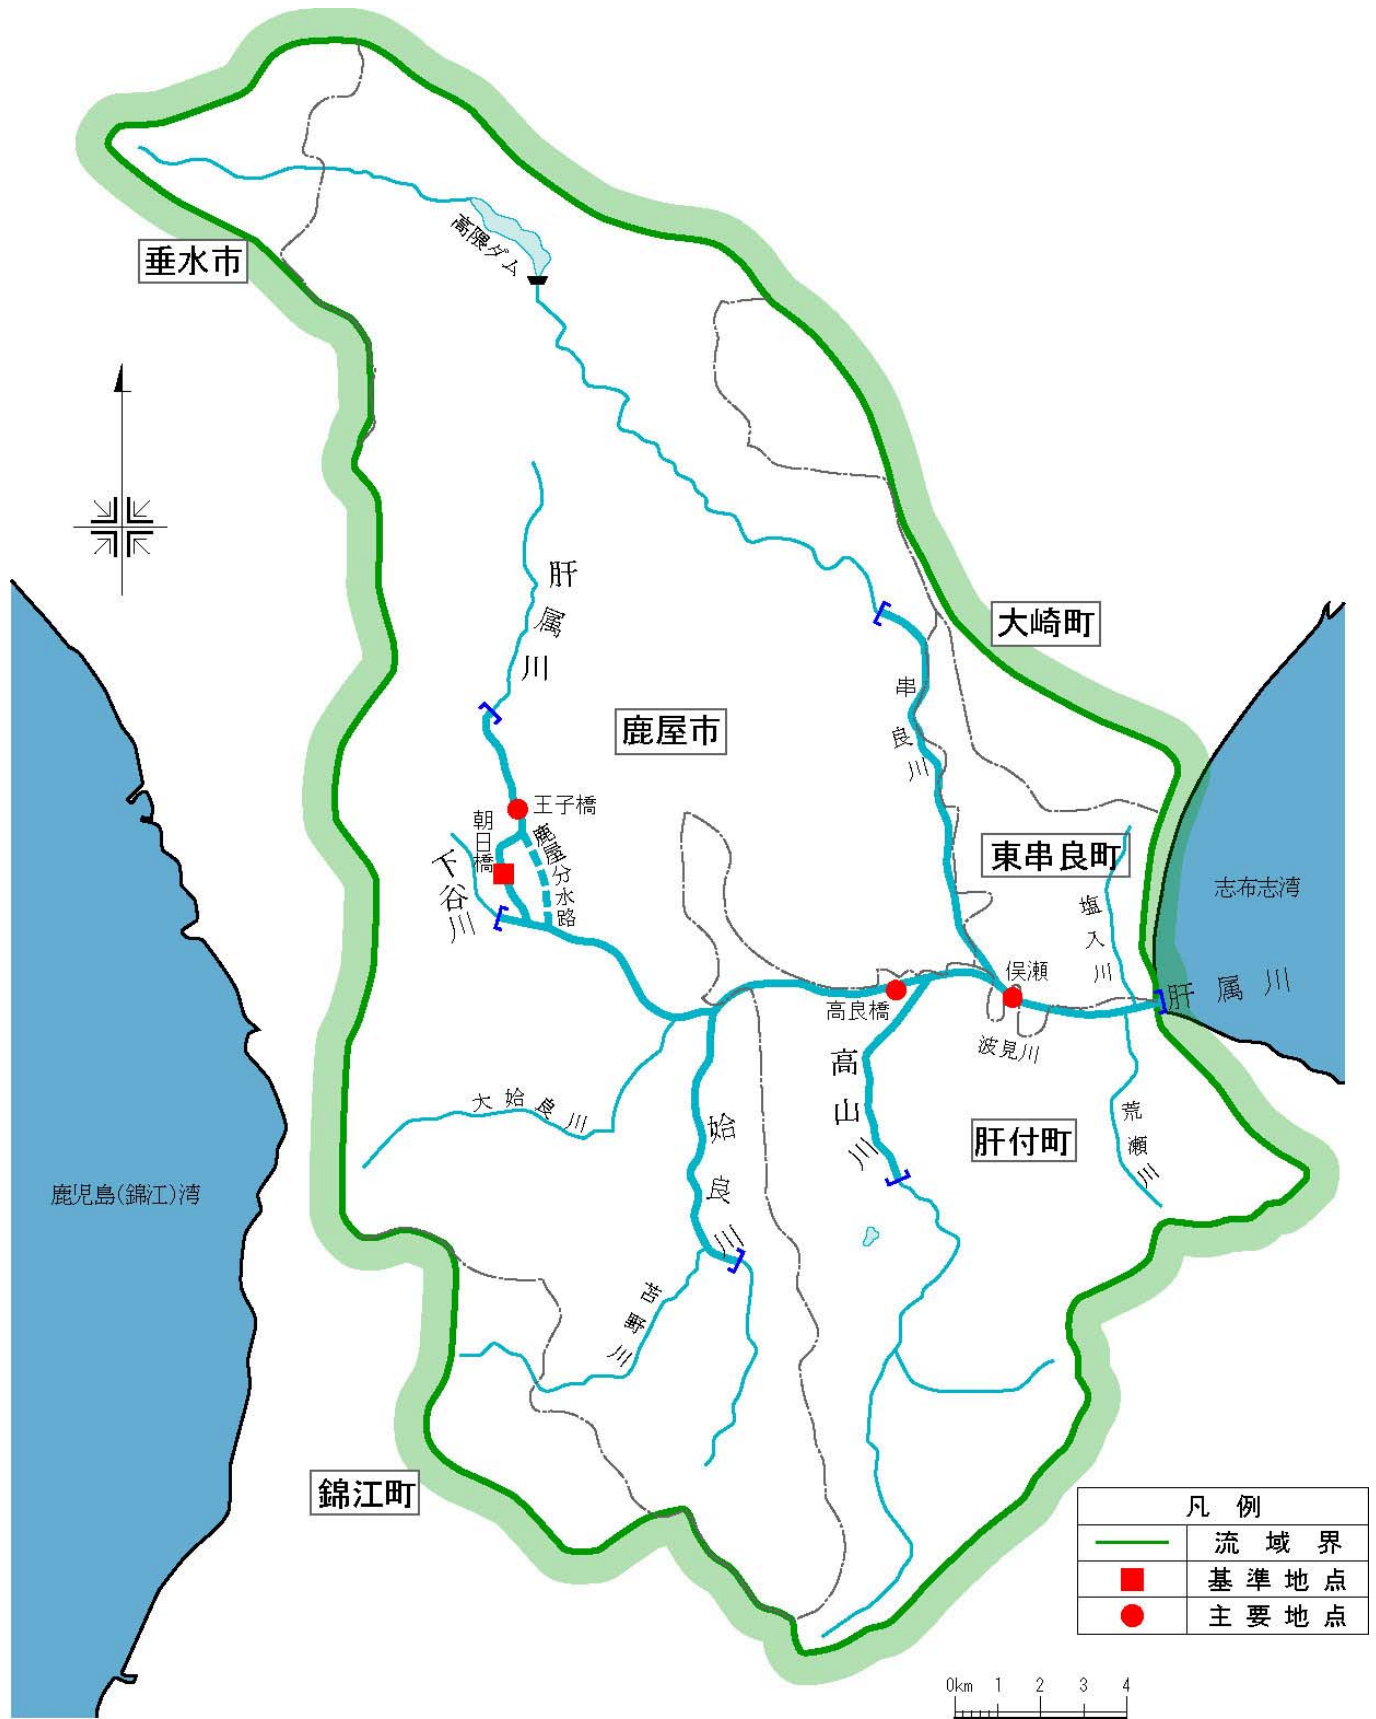 高隈ダム
垂水市
肝属川
大崎町
串良川
鹿屋市
王子橋
朝日橋
鹿屋分水路
下谷川
東串良町
志布志湾
塩入川
俣瀬
肝属川
高良橋
波見川
高山川
大姶良川
姶良川
荒瀬川
肝付町
鹿児島(錦江)湾
苫野川
錦江町
凡例
流域界
基準地点
主要地点
0km 1 2 3 4